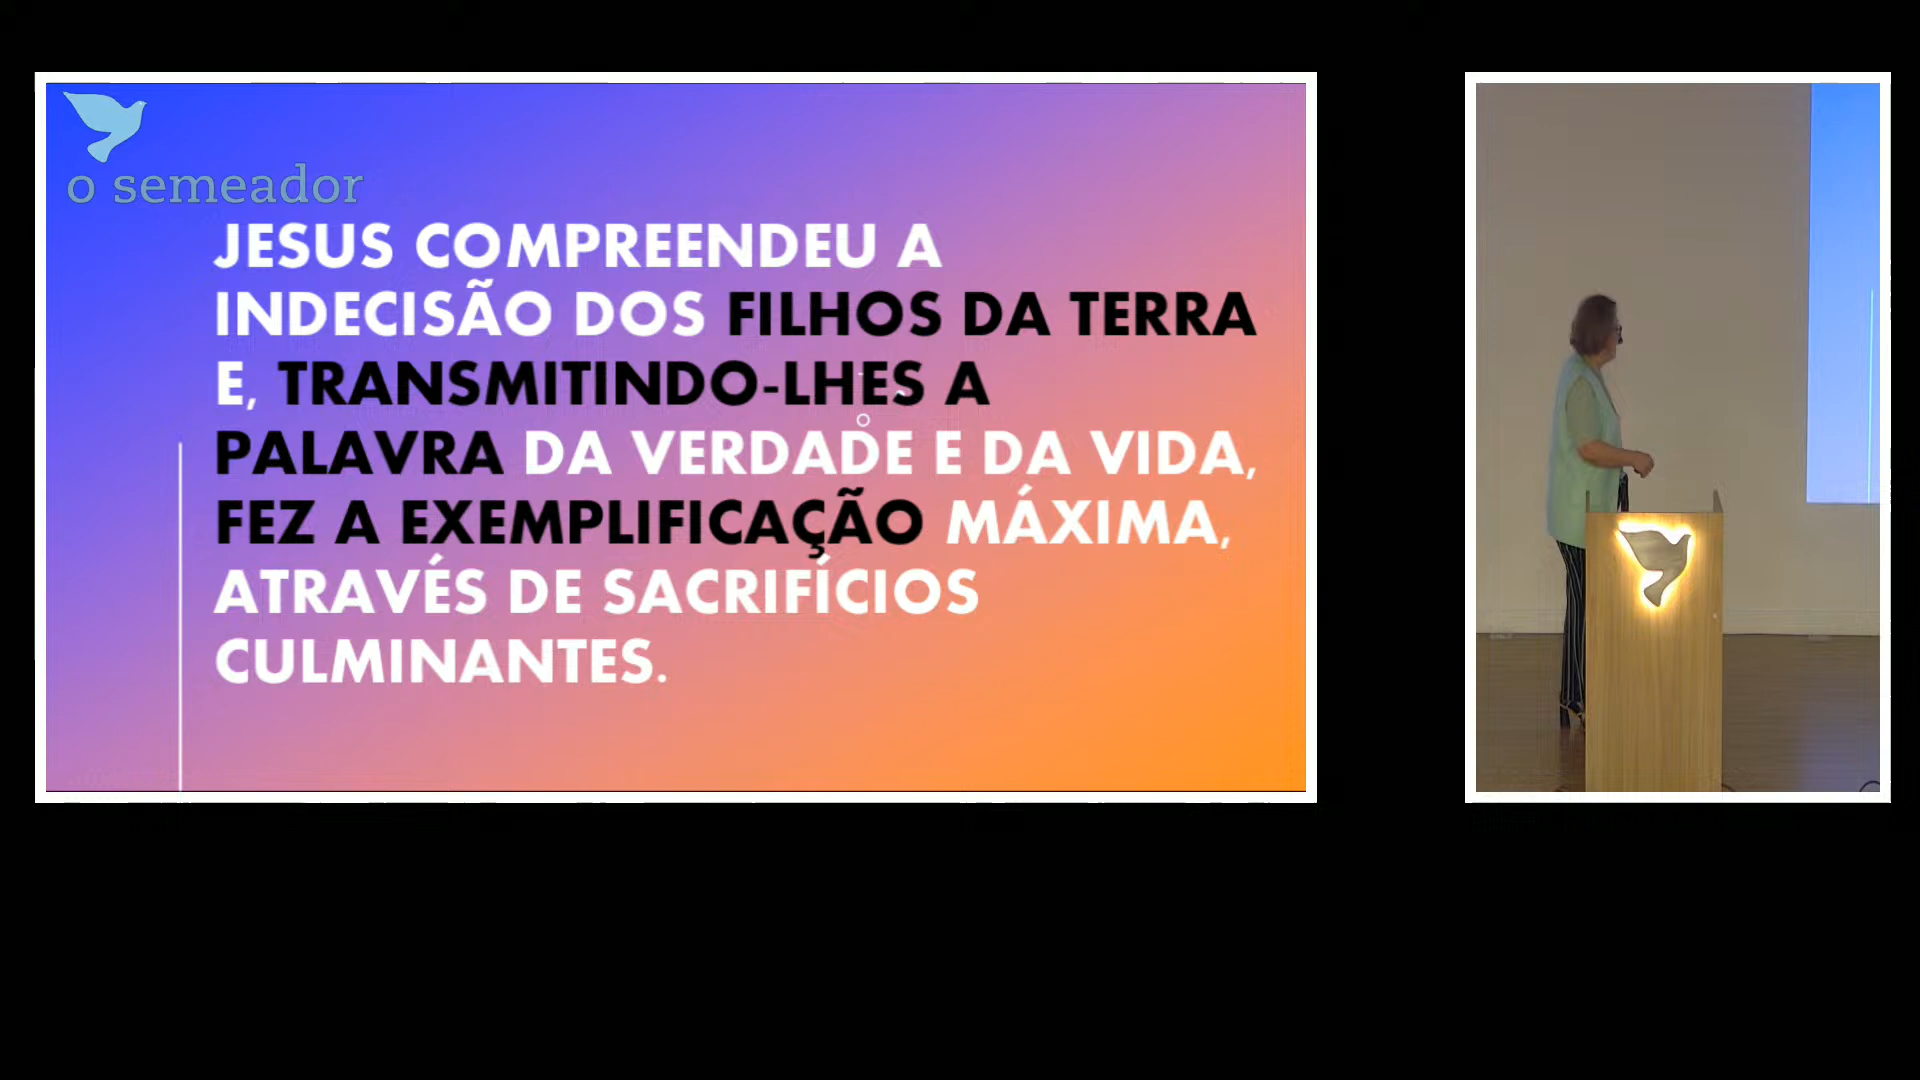 o semeador
JESUS COMPREENDEU A
INDECISÃO DOS FILHOS DA TERRA
E, TRANSMITINDO-LHES A
PALAVRA DA VERDADE E DA VIDA,
FEZ A EXEMPLIFICAÇÃO MÁXIMA,
ATRAVÉS DE SACRIFÍCIOS
CULMINANTES.